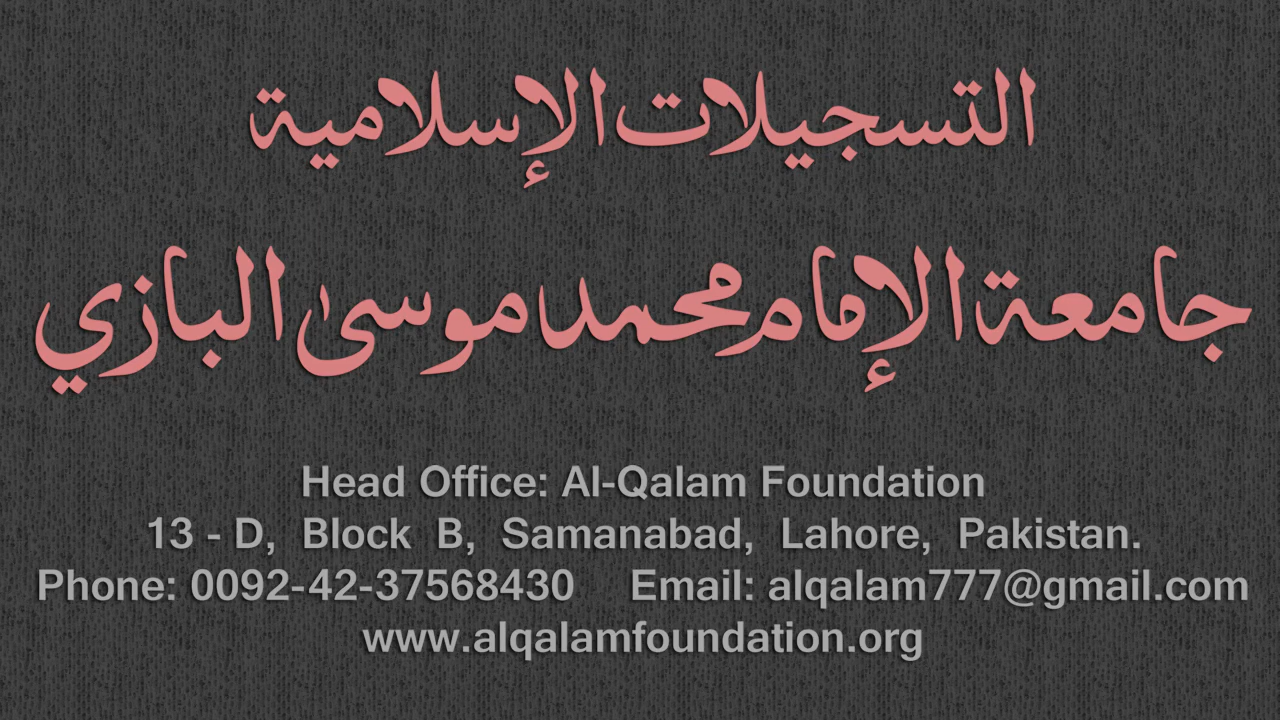 التسجيلات الإسلامية
جامعة الإمام محمد موسىٰ البازي
Head Office: Al-Qalam Foundation
13 - D, Block B, Samanabad, Lahore, Pakistan.
Phone: 0092-42-37568430 Email: alqalam777@gmail.com
www.alqalamfoundation.org